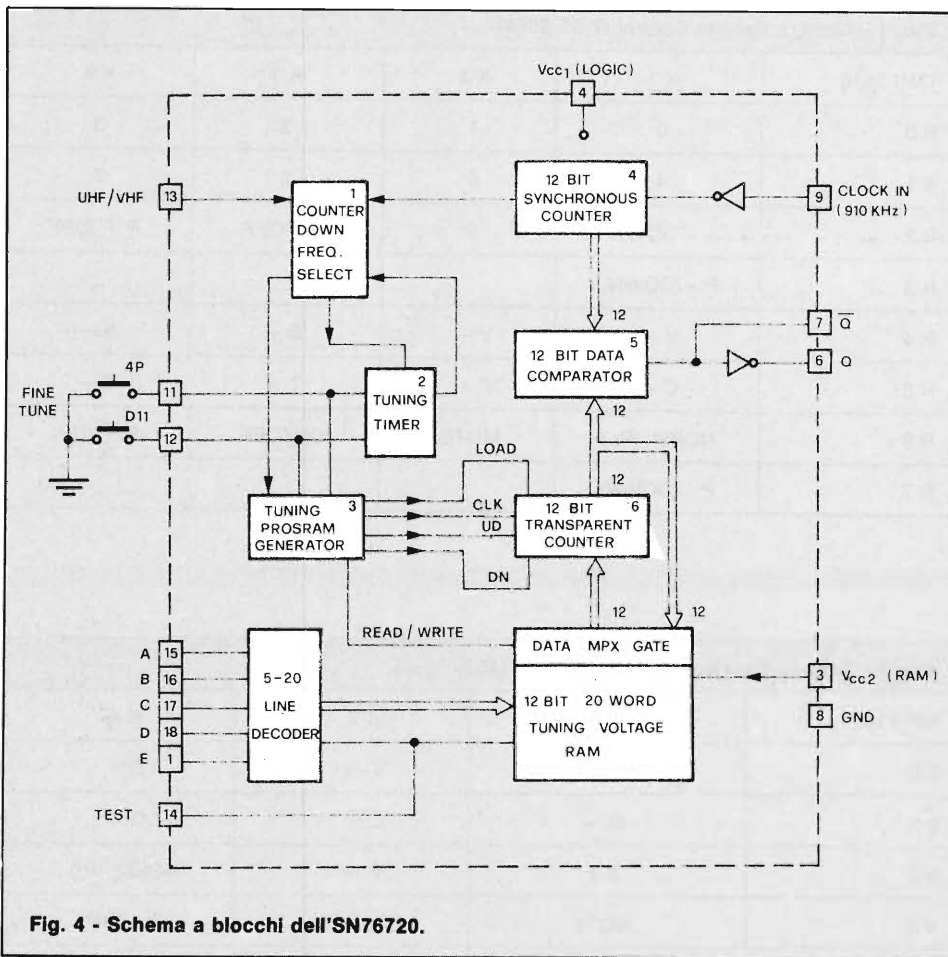 Vcc1 (LOGIC)
4
UHF/VHF
13
1
COUNTER
DOWN
FREQ.
SELECT
4
12 BIT
SYNCHRONOUS
COUNTER
9
CLOCK IN
(910 KHz)
12
7
Q̅
5
12 BIT DATA
COMPARATOR
6
Q
4P
FINE
TUNE
11
D11
12
2
TUNING
TIMER
12
LOAD
12
3
TUNING
PROSRAM
GENERATOR
CLK
UD
DN
6
12 BIT
TRANSPARENT
COUNTER
12
12
READ / WRITE
DATA MPX GATE
A
15
B
16
C
17
D
18
E
1
5-20
LINE
DECODER
12 BIT 20 WORD
TUNING VOLTAGE
RAM
3
Vcc2 (RAM)
8
GND
TEST
14
Fig. 4 - Schema a blocchi dell'SN76720.